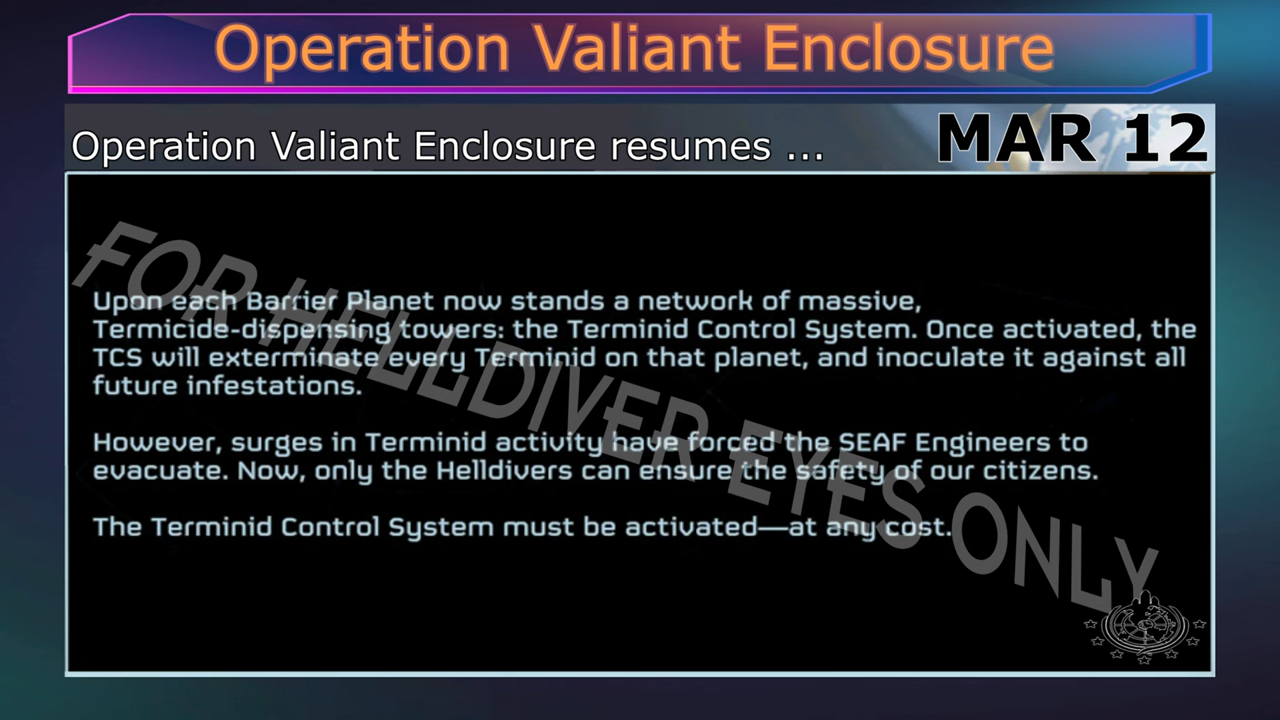 Operation Valiant Enclosure
Operation Valiant Enclosure resumes ...
MAR 12
Upon each Barrier Planet now stands a network of massive,
Termicide-dispensing towers: the Terminid Control System. Once activated, the
TCS will exterminate every Terminid on that planet, and inoculate it against all
future infestations.
However, surges in Terminid activity have forced the SEAF Engineers to
evacuate. Now, only the Helldivers can ensure the safety of our citizens.
The Terminid Control System must be activated—at any cost.
FOR HELLDIVER EYES ONLY